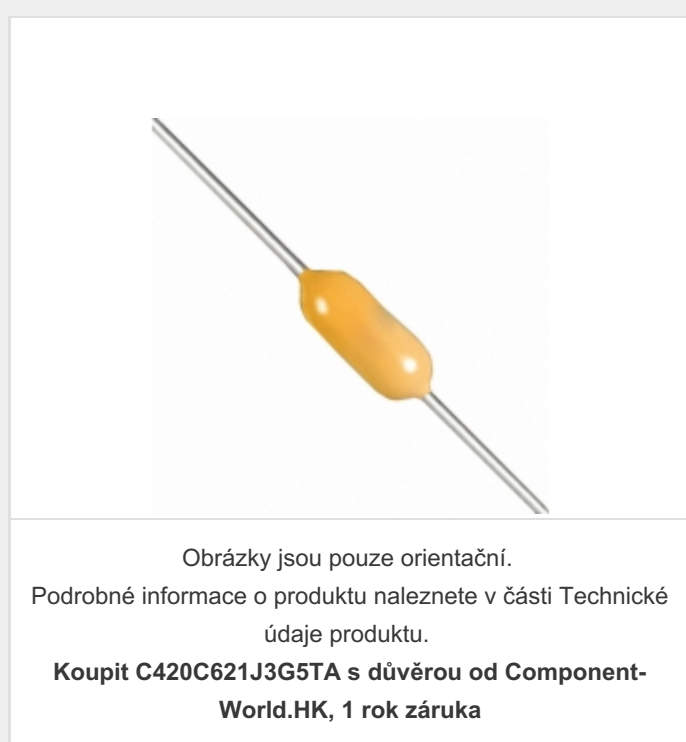 Obrázky jsou pouze orientační.
Podrobné informace o produktu naleznete v části Technické
údaje produktu.
Koupit C420C621J3G5TA s důvěrou od Component-
World.HK, 1 rok záruka